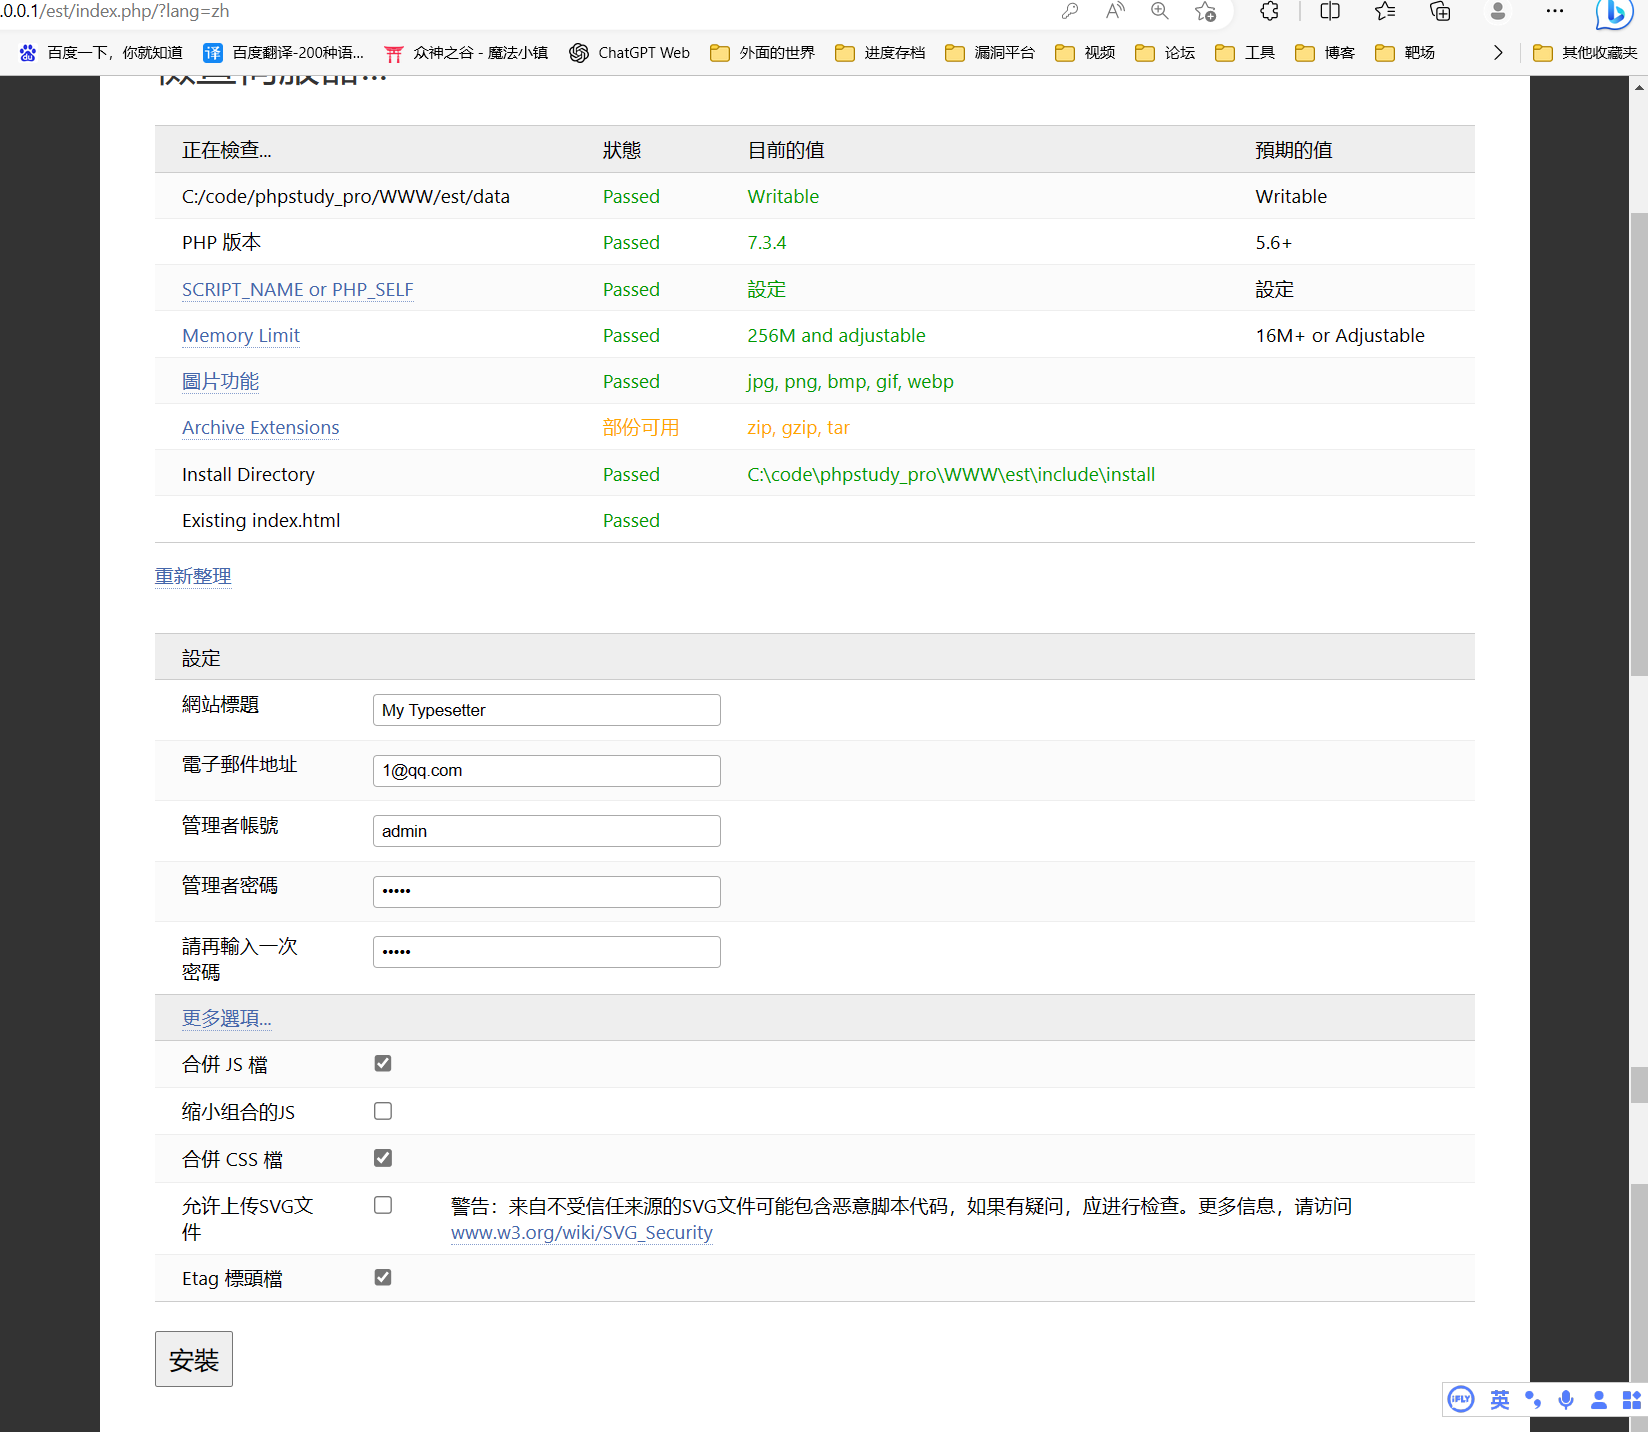 .0.0.1/est/index.php/?lang=zh
百度一下，你就知道 译 百度翻译-200种语... 众神之谷 - 魔法小镇 ChatGPT Web 外面的世界 进度存档 漏洞平台 视频 论坛 工具 博客 靶场 其他收藏夹
檢查伺服器...
正在檢查... 狀態 目前的值 預期的值
C:/code/phpstudy_pro/WWW/est/data Passed Writable Writable
PHP 版本 Passed 7.3.4 5.6+
SCRIPT_NAME or PHP_SELF Passed 設定 設定
Memory Limit Passed 256M and adjustable 16M+ or Adjustable
圖片功能 Passed jpg, png, bmp, gif, webp
Archive Extensions 部份可用 zip, gzip, tar
Install Directory Passed C:\code\phpstudy_pro\WWW\est\include\install
Existing index.html Passed
重新整理
設定
網站標題 My Typesetter
電子郵件地址 1@qq.com
管理者帳號 admin
管理者密碼 •••••
請再輸入一次 •••••
密碼
更多選項...
合併 JS 檔
缩小组合的JS
合併 CSS 檔
允许上传SVG文 警告：来自不受信任来源的SVG文件可能包含恶意脚本代码，如果有疑问，应进行检查。更多信息，请访问
件 www.w3.org/wiki/SVG_Security
Etag 標頭檔
安裝
iFLY 英